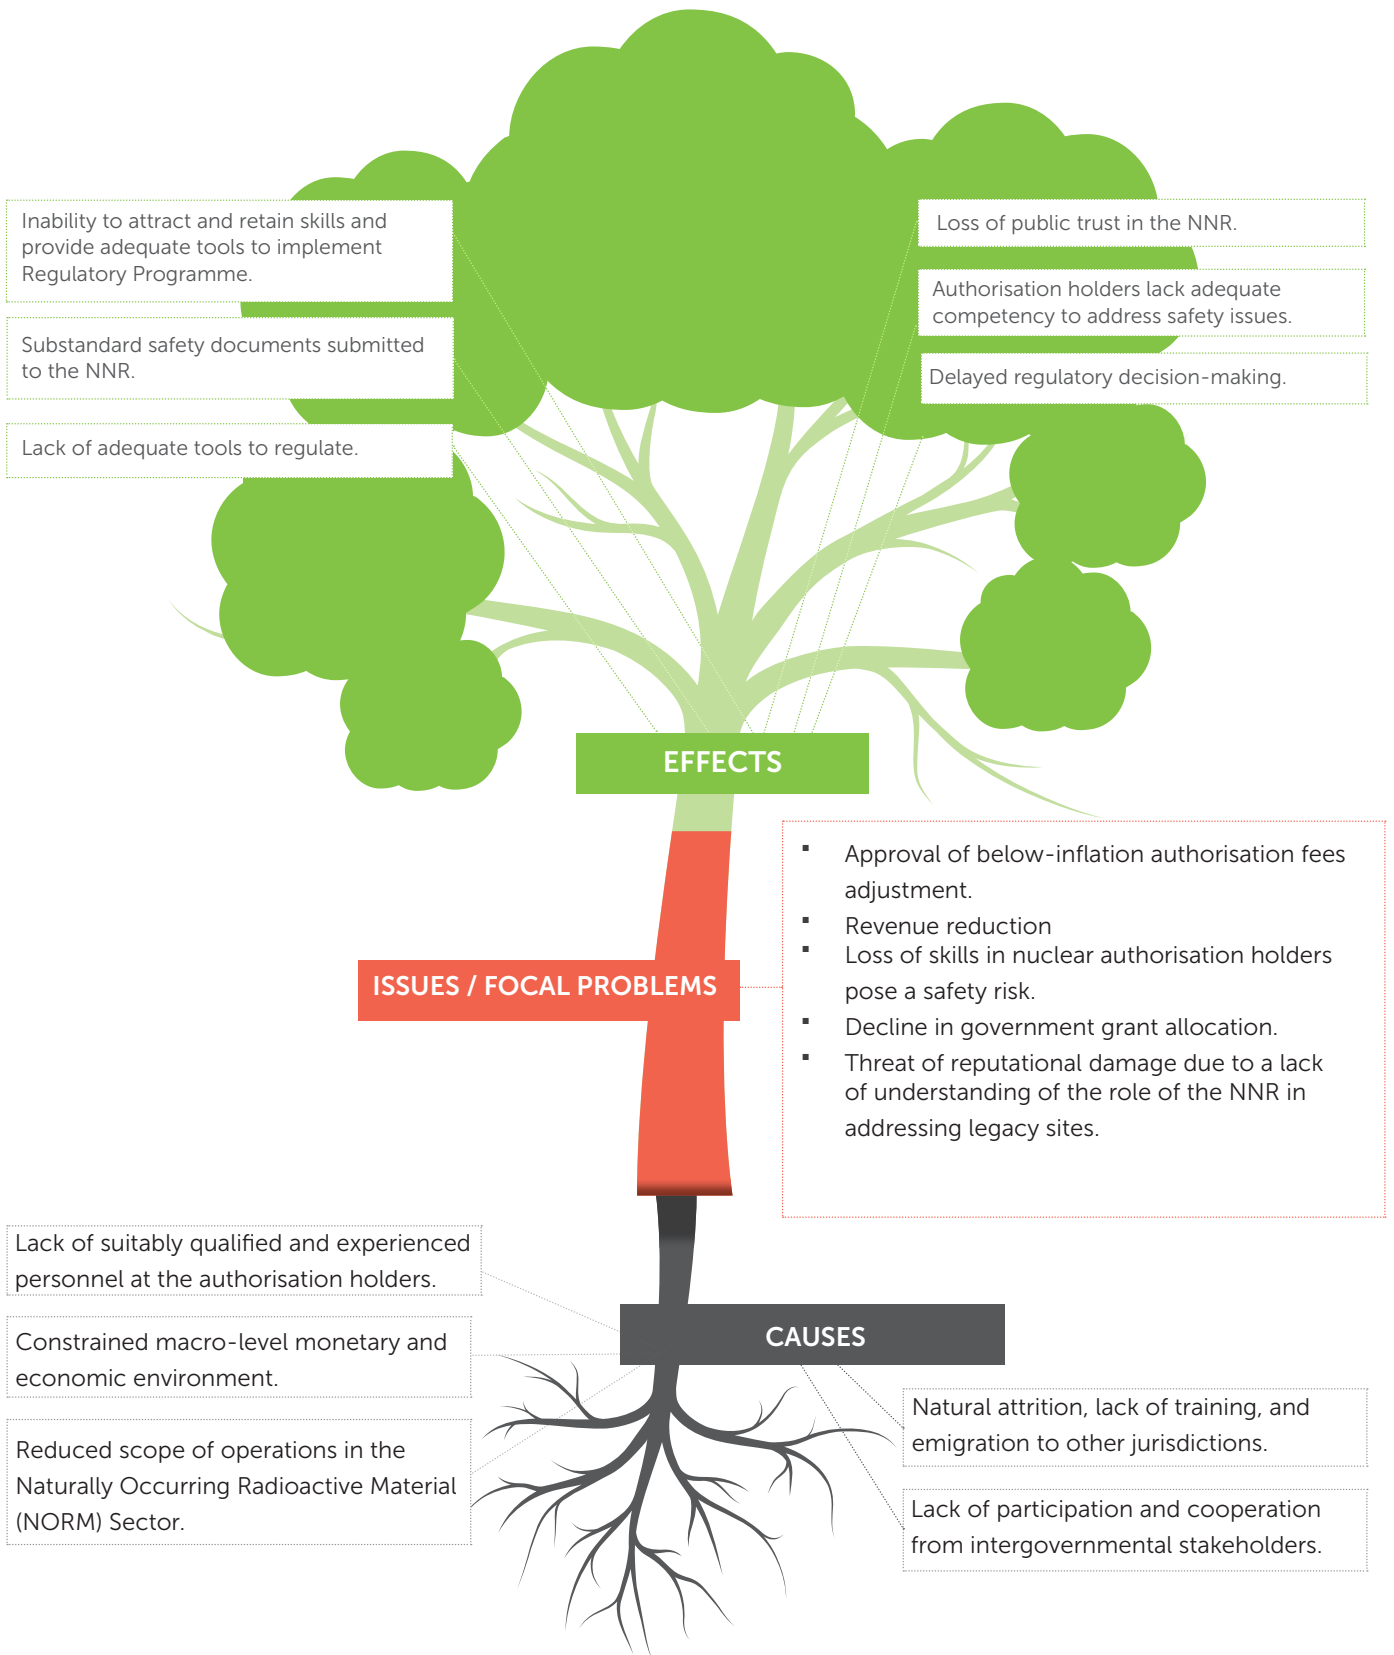 Inability to attract and retain skills and
provide adequate tools to implement
Regulatory Programme.
Substandard safety documents submitted
to the NNR.
Lack of adequate tools to regulate.
Loss of public trust in the NNR.
Authorisation holders lack adequate
competency to address safety issues.
Delayed regulatory decision-making.
EFFECTS
ISSUES / FOCAL PROBLEMS
▪ Approval of below-inflation authorisation fees
adjustment.
▪ Revenue reduction
▪ Loss of skills in nuclear authorisation holders
pose a safety risk.
▪ Decline in government grant allocation.
▪ Threat of reputational damage due to a lack
of understanding of the role of the NNR in
addressing legacy sites.
Lack of suitably qualified and experienced
personnel at the authorisation holders.
Constrained macro-level monetary and
economic environment.
Reduced scope of operations in the
Naturally Occurring Radioactive Material
(NORM) Sector.
CAUSES
Natural attrition, lack of training, and
emigration to other jurisdictions.
Lack of participation and cooperation
from intergovernmental stakeholders.